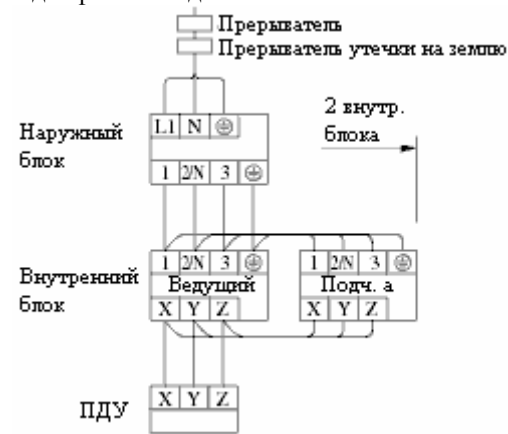 Прерыватель
Прерыватель утечки на землю
2 внутр.
блока
L1 N
Наружный
блок
1 2/N 3
1 2/N 3
1 2/N 3
Внутренний
блок
Ведущий
Подч. а
X Y Z
X Y Z
X Y Z
ПДУ